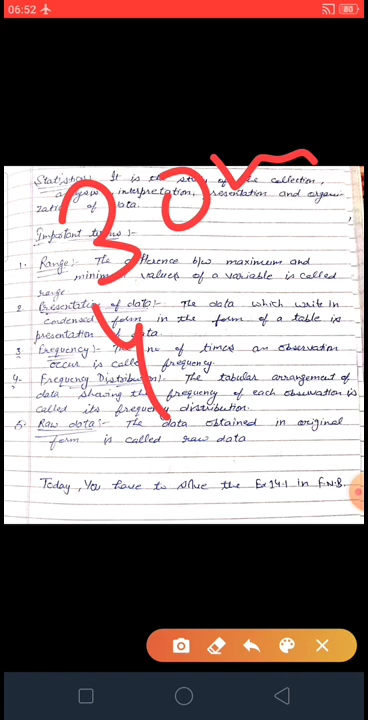 06:52
80
Statistics:- It is the study of the collection,
analysis, interpretation, presentation and organi-
zation of data.
Important terms :-
1. Range:- The difference b/w maximum and
minimum values of a variable is called
range.
2. Presentation of data:- The data which write in
condensed form in the form of a table is
presentation of data.
3. Frequency:- The no of times an observation
occur is called frequency.
4. Frequency Distribution:- The tabular arrangement of
data showing the frequency of each observation is
called its frequency distribution.
5. Raw data:- The data obtained in original
form is called raw data
Today, You have to solve the Ex 14.1 in F.N.B.